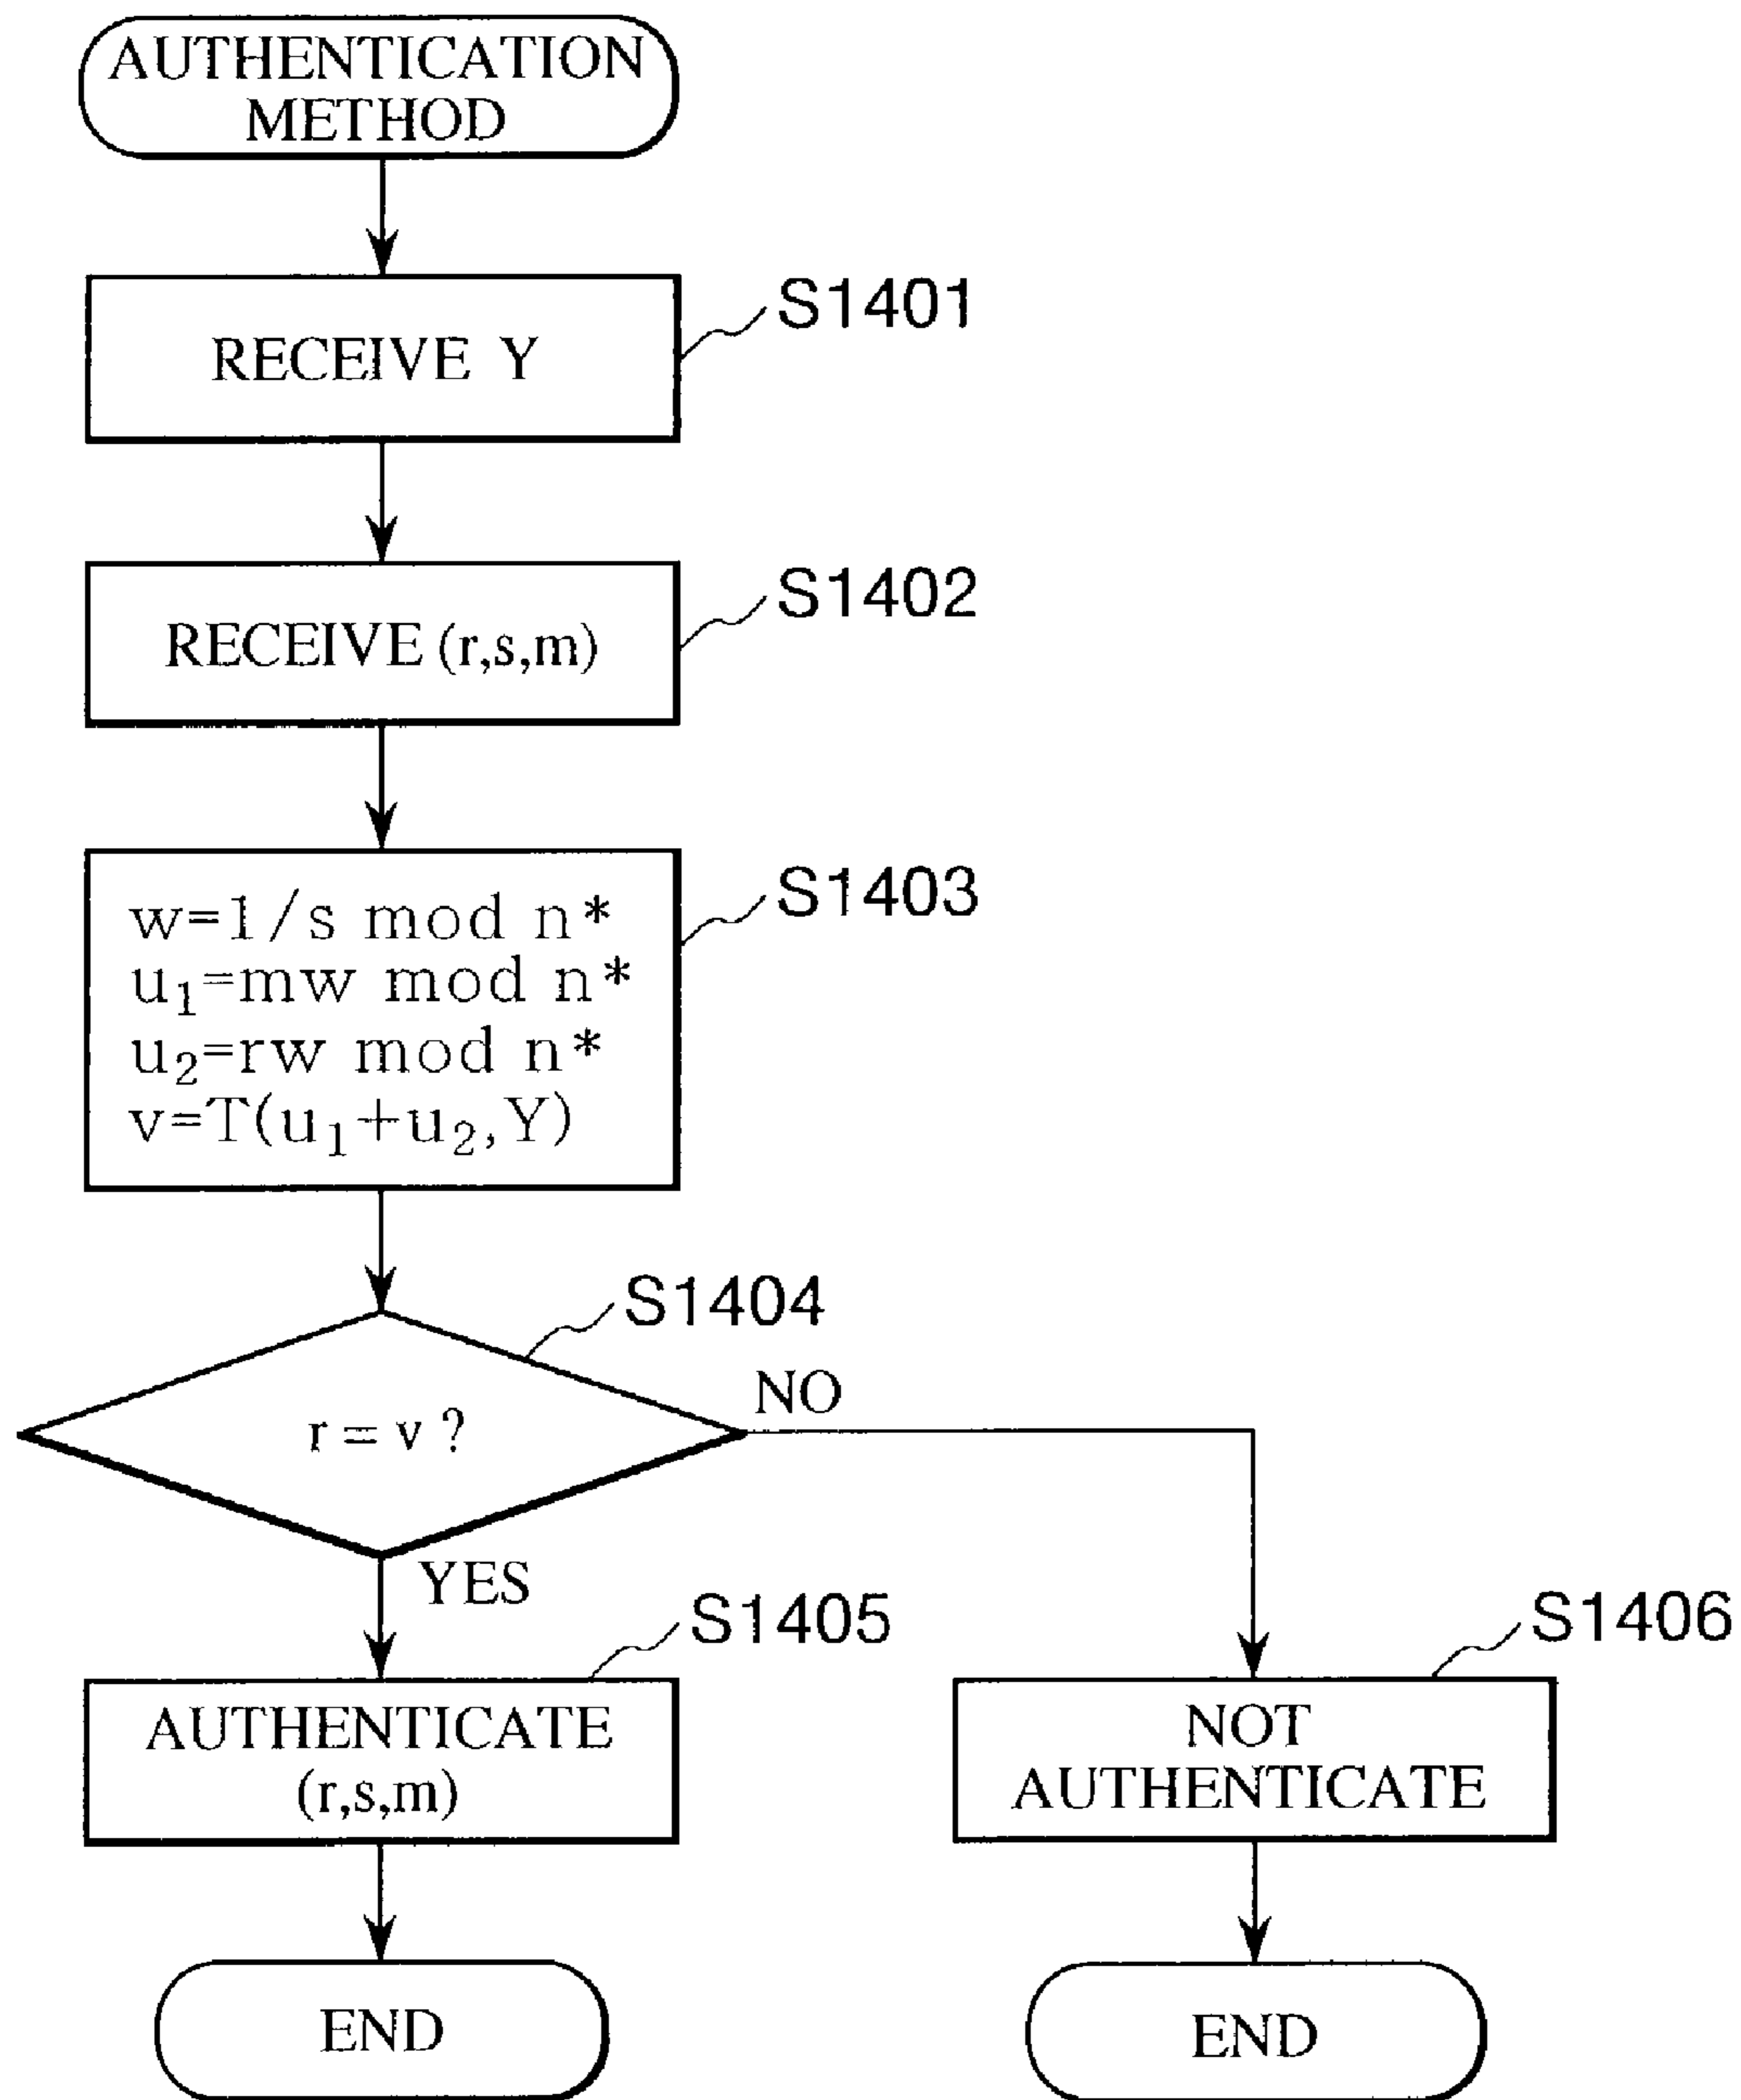 AUTHENTICATION
METHOD
S1401
RECEIVE Y
S1402
RECEIVE (r,s,m)
S1403
w=1/s mod n*
u₁=mw mod n*
u₂=rw mod n*
v=T(u₁+u₂,Y)
S1404
r = v ?
NO
YES
S1405
AUTHENTICATE
(r,s,m)
S1406
NOT
AUTHENTICATE
END
END